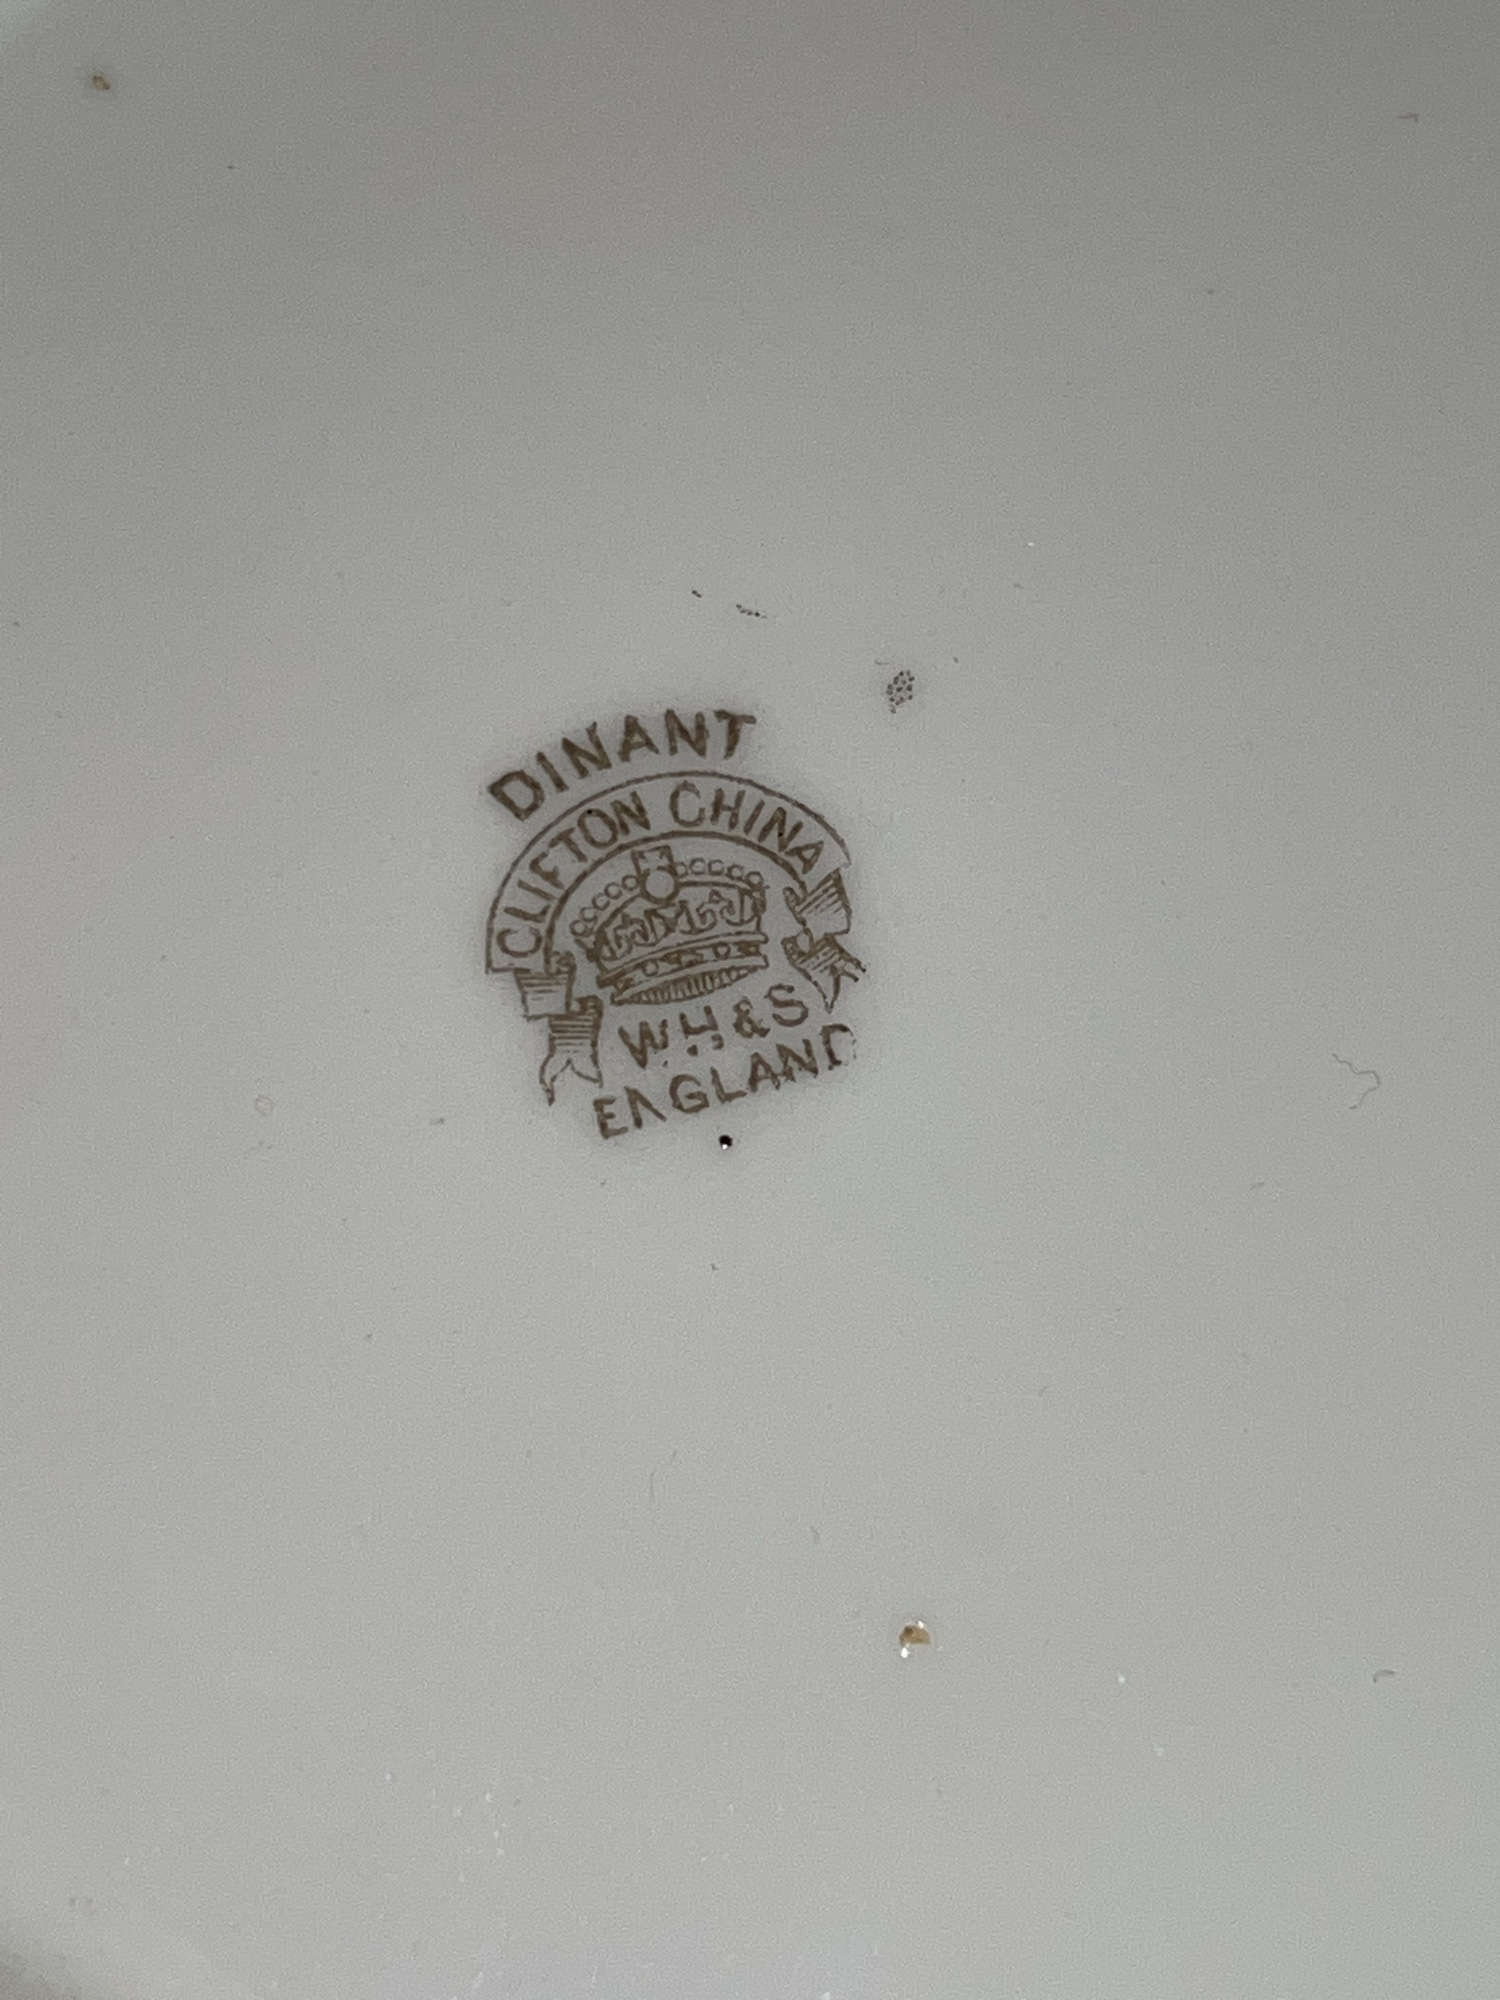 DINANT
CLIFTON CHINA
W.H.&S
ENGLAND